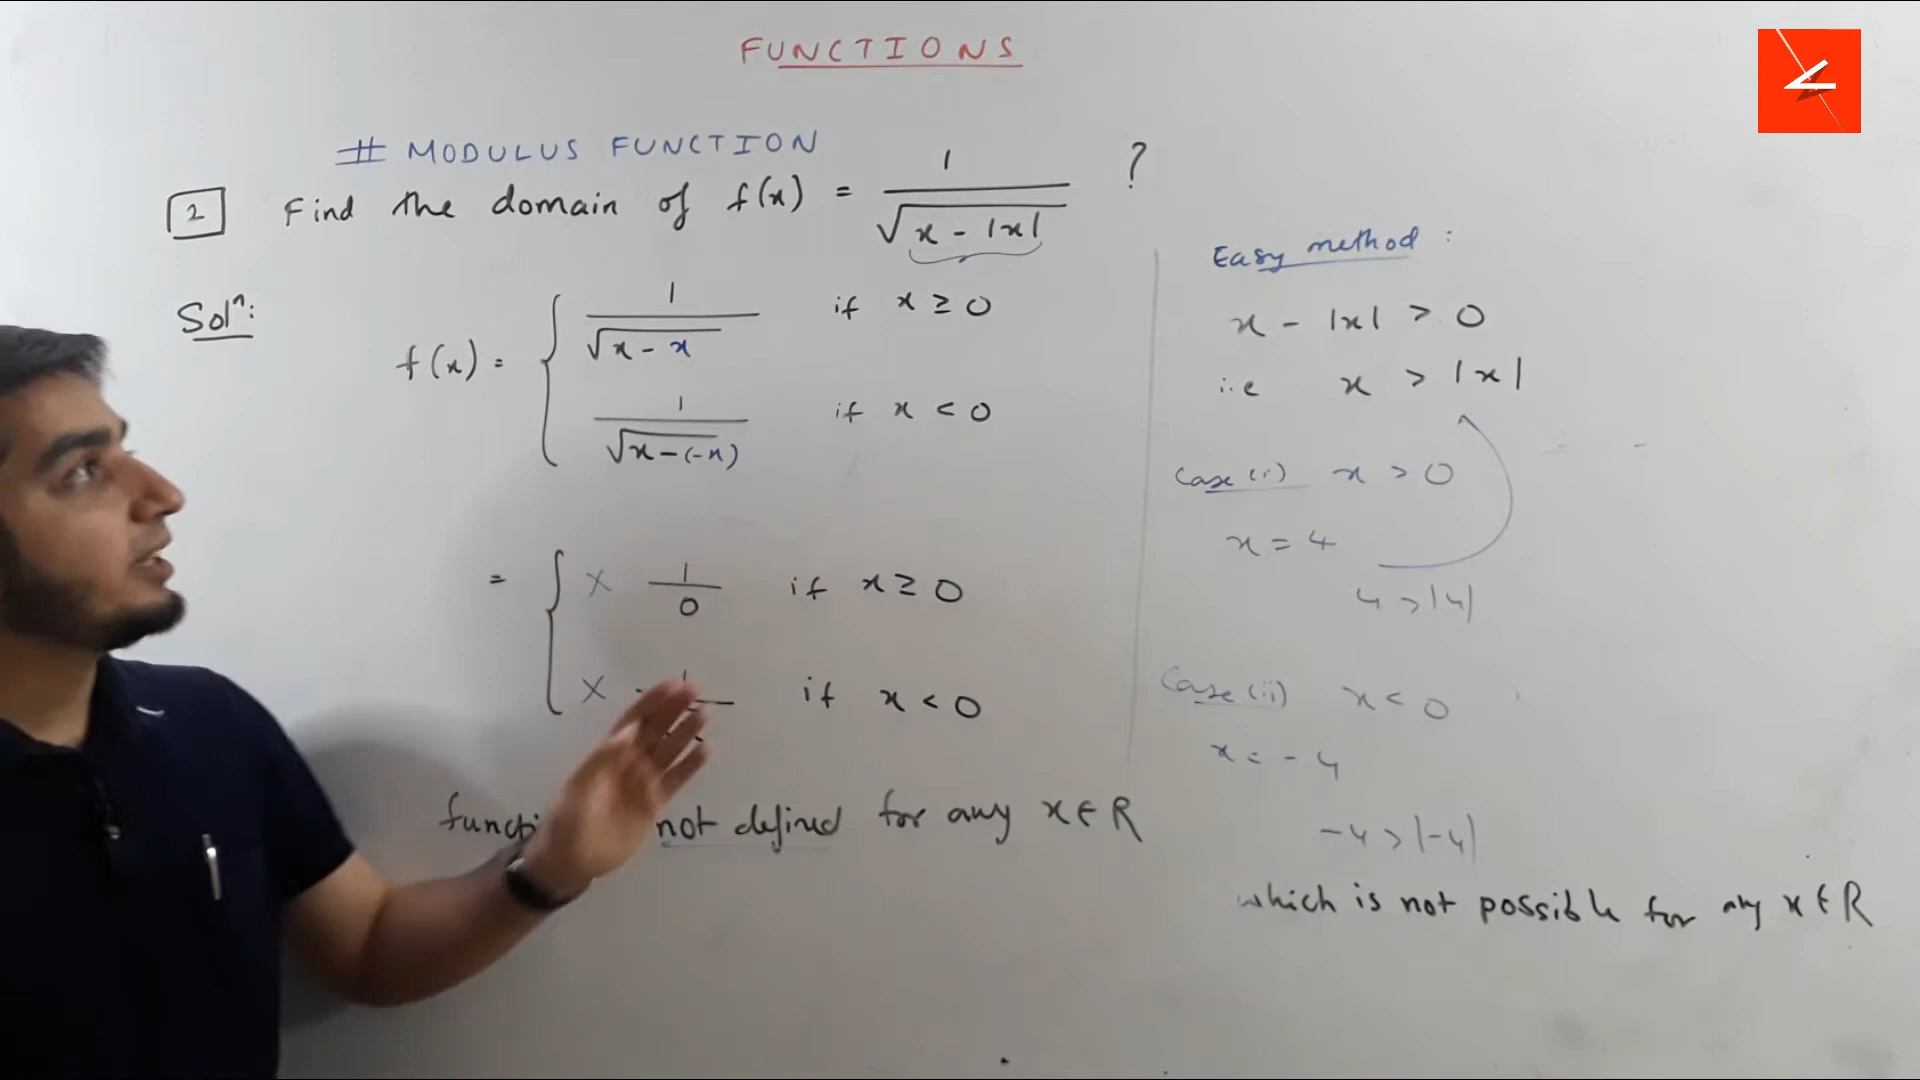 FUNCTIONS
# MODULUS FUNCTION
2 Find the domain of f(x) = 1/√(x - |x|) ?
Solⁿ:
f(x) = { 1/√(x - x) if x ≥ 0
1/√(x-(-x)) if x < 0
= { X 1/0 if x ≥ 0
X if x < 0
not defined for any x ∈ R
Easy method :
x - |x| > 0
i.e x > |x|
Case (i) x > 0
x = 4
4 > |4|
Case (ii) x < 0
x = - 4
-4 > |-4|
which is not possible for any x ∈ R